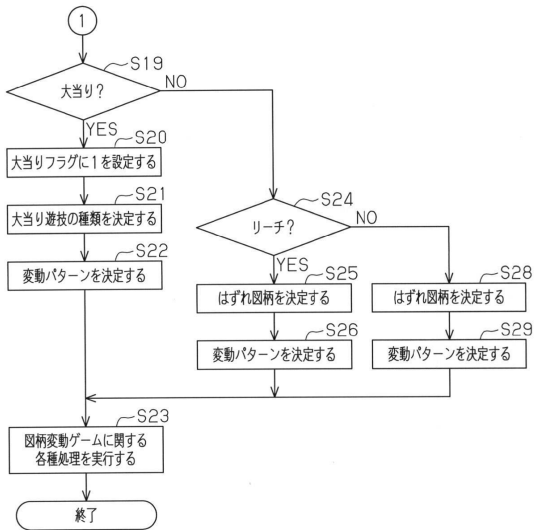 1
S19
大当り?
NO
YES
S20
大当りフラグに1を設定する
S21
大当り遊技の種類を決定する
S22
変動パターンを決定する
S24
リーチ?
NO
YES
S25
はずれ図柄を決定する
S26
変動パターンを決定する
S28
はずれ図柄を決定する
S29
変動パターンを決定する
S23
図柄変動ゲームに関する
各種処理を実行する
終了